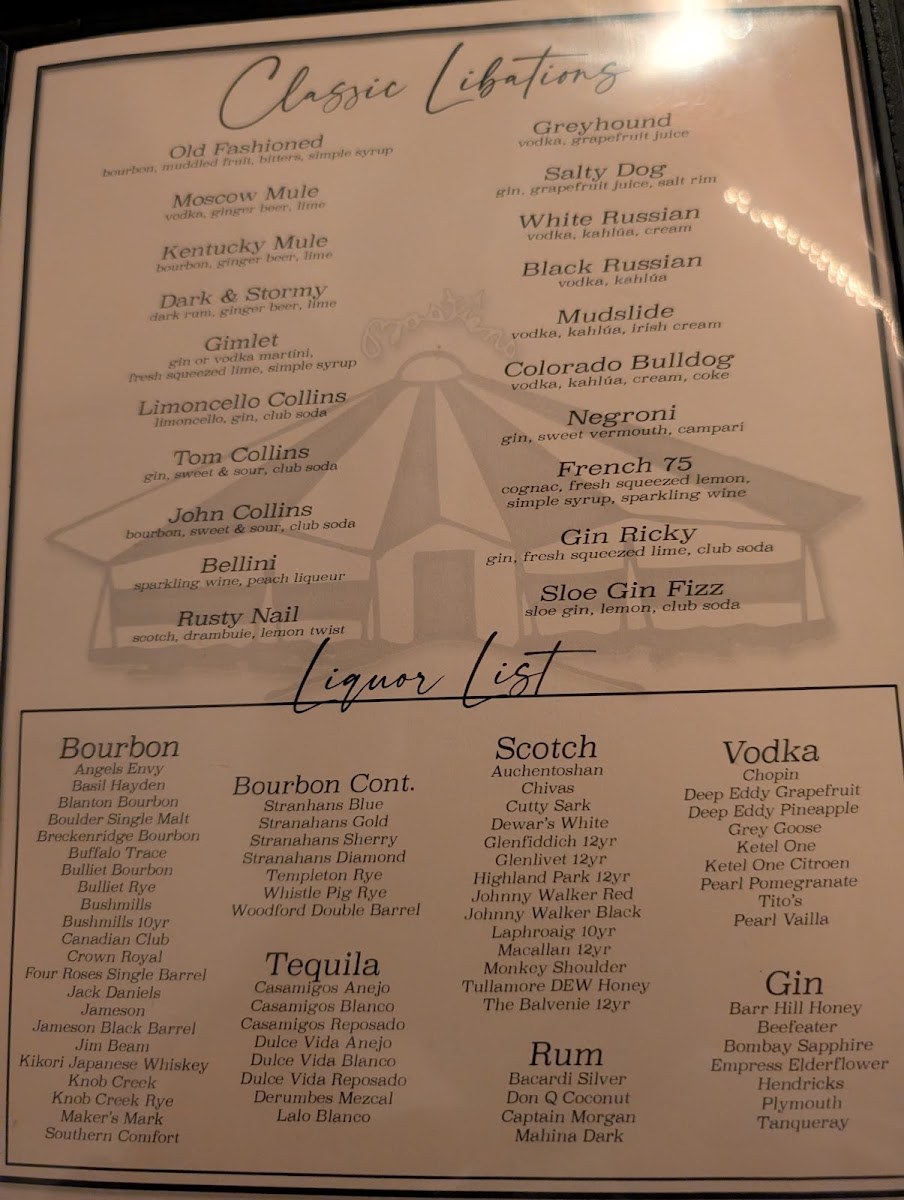 Classic Libations
Old Fashioned
bourbon, muddled fruit, bitters, simple syrup
Moscow Mule
vodka, ginger beer, lime
Kentucky Mule
bourbon, ginger beer, lime
Dark & Stormy
dark rum, ginger beer, lime
Gimlet
gin or vodka martini,
fresh squeezed lime, simple syrup
Limoncello Collins
limoncello, gin, club soda
Tom Collins
gin, sweet & sour, club soda
John Collins
bourbon, sweet & sour, club soda
Bellini
sparkling wine, peach liqueur
Rusty Nail
scotch, drambuie, lemon twist
Greyhound
vodka, grapefruit juice
Salty Dog
gin, grapefruit juice, salt rim
White Russian
vodka, kahlúa, cream
Black Russian
vodka, kahlúa
Mudslide
vodka, kahlúa, irish cream
Colorado Bulldog
vodka, kahlúa, cream, coke
Negroni
gin, sweet vermouth, campari
French 75
cognac, fresh squeezed lemon,
simple syrup, sparkling wine
Gin Ricky
gin, fresh squeezed lime, club soda
Sloe Gin Fizz
sloe gin, lemon, club soda
Liquor List
Bourbon
Angels Envy
Basil Hayden
Blanton Bourbon
Boulder Single Malt
Breckenridge Bourbon
Buffalo Trace
Bulliet Bourbon
Bulliet Rye
Bushmills
Bushmills 10yr
Canadian Club
Crown Royal
Four Roses Single Barrel
Jack Daniels
Jameson
Jameson Black Barrel
Jim Beam
Kikori Japanese Whiskey
Knob Creek
Knob Creek Rye
Maker's Mark
Southern Comfort
Bourbon Cont.
Stranhans Blue
Stranahans Gold
Stranahans Sherry
Stranahans Diamond
Templeton Rye
Whistle Pig Rye
Woodford Double Barrel
Tequila
Casamigos Anejo
Casamigos Blanco
Casamigos Reposado
Dulce Vida Anejo
Dulce Vida Blanco
Dulce Vida Reposado
Derumbes Mezcal
Lalo Blanco
Scotch
Auchentoshan
Chivas
Cutty Sark
Dewar's White
Glenfiddich 12yr
Glenlivet 12yr
Highland Park 12yr
Johnny Walker Red
Johnny Walker Black
Laphroaig 10yr
Macallan 12yr
Monkey Shoulder
Tullamore DEW Honey
The Balvenie 12yr
Rum
Bacardi Silver
Don Q Coconut
Captain Morgan
Mahina Dark
Vodka
Chopin
Deep Eddy Grapefruit
Deep Eddy Pineapple
Grey Goose
Ketel One
Ketel One Citroen
Pearl Pomegranate
Tito's
Pearl Vailla
Gin
Barr Hill Honey
Beefeater
Bombay Sapphire
Empress Elderflower
Hendricks
Plymouth
Tanqueray